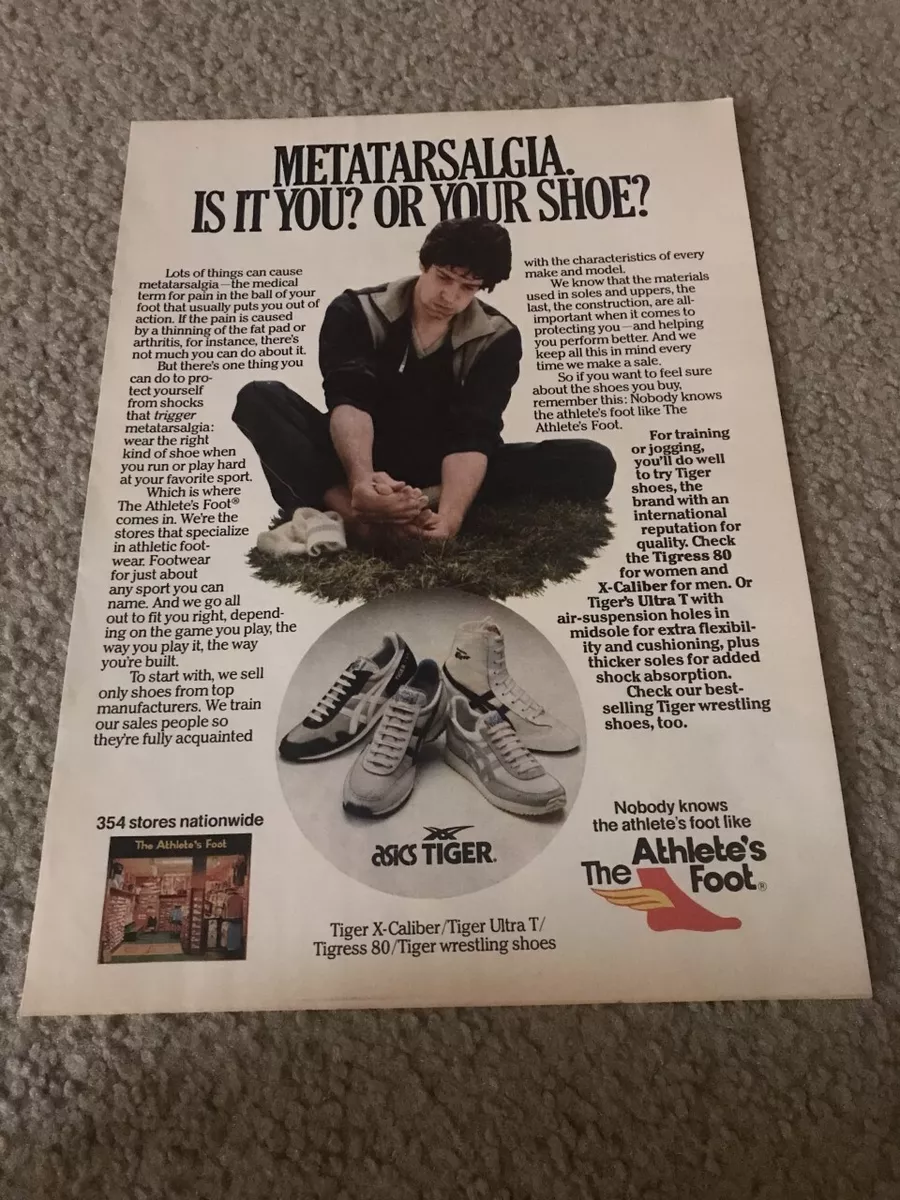 METATARSALGIA.
IS IT YOU? OR YOUR SHOE?
Lots of things can cause
metatarsalgia—the medical
term for pain in the ball of your
foot that usually puts you out of
action. If the pain is caused
by a thinning of the fat pad or
arthritis, for instance, there's
not much you can do about it.
But there's one thing you
can do to pro-
tect yourself
from shocks
that trigger
metatarsalgia:
wear the right
kind of shoe when
you run or play hard
at your favorite sport.
Which is where
The Athlete's Foot®
comes in. We're the
stores that specialize
in athletic foot-
wear. Footwear
for just about
any sport you can
name. And we go all
out to fit you right, depend-
ing on the game you play, the
way you play it, the way
you're built.
To start with, we sell
only shoes from top
manufacturers. We train
our sales people so
they're fully acquainted
with the characteristics of every
make and model.
We know that the materials
used in soles and uppers, the
last, the construction, are all-
important when it comes to
protecting you—and helping
you perform better. And we
keep all this in mind every
time we make a sale.
So if you want to feel sure
about the shoes you buy,
remember this: Nobody knows
the athlete's foot like The
Athlete's Foot.
For training
or jogging,
you'll do well
to try Tiger
shoes, the
brand with an
international
reputation for
quality. Check
the Tigress 80
for women and
X-Caliber for men. Or
Tiger's Ultra T with
air-suspension holes in
midsole for extra flexibil-
ity and cushioning, plus
thicker soles for added
shock absorption.
Check our best-
selling Tiger wrestling
shoes, too.
354 stores nationwide
The Athlete's Foot
asics TIGER®
Tiger X-Caliber/Tiger Ultra T/
Tigress 80/Tiger wrestling shoes
Nobody knows
the athlete's foot like
The Athlete's
Foot®